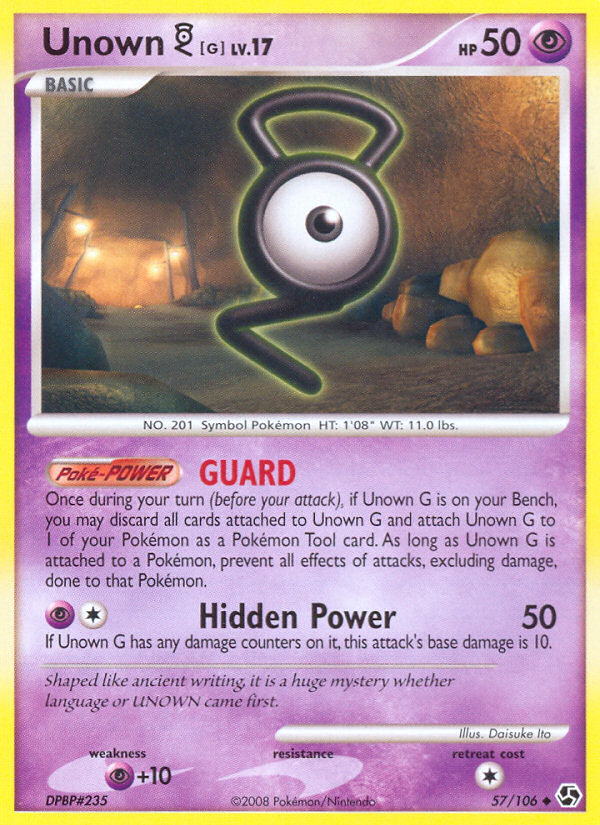 Unown [G] LV.17 HP 50
BASIC
NO. 201 Symbol Pokémon HT: 1'08" WT: 11.0 lbs.
Poké-POWER GUARD
Once during your turn (before your attack), if Unown G is on your Bench,
you may discard all cards attached to Unown G and attach Unown G to
1 of your Pokémon as a Pokémon Tool card. As long as Unown G is
attached to a Pokémon, prevent all effects of attacks, excluding damage,
done to that Pokémon.
Hidden Power 50
If Unown G has any damage counters on it, this attack's base damage is 10.
Shaped like ancient writing, it is a huge mystery whether
language or UNOWN came first.
Illus. Daisuke Ito
weakness resistance retreat cost
+10
DPBP#235 ©2008 Pokémon/Nintendo 57/106